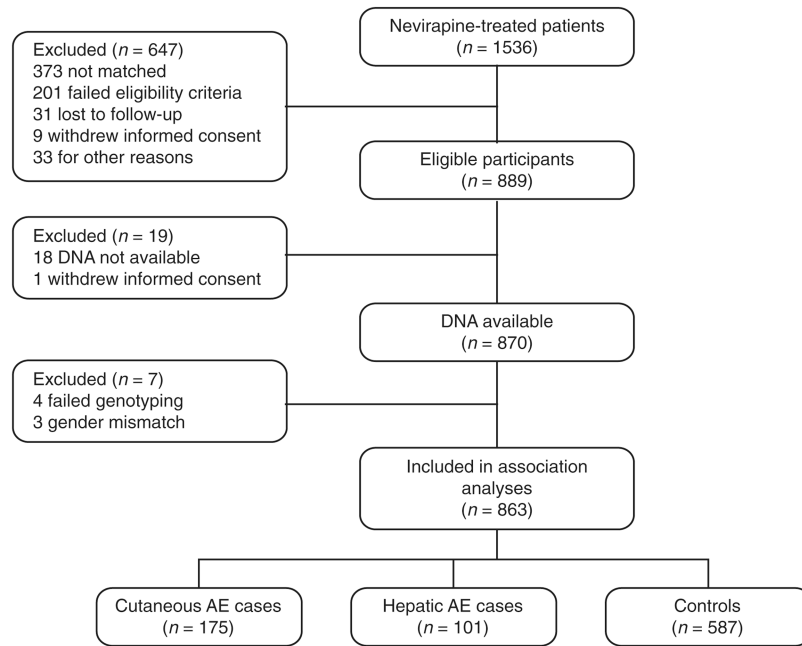 Nevirapine-treated patients
(n = 1536)
Excluded (n = 647)
373 not matched
201 failed eligibility criteria
31 lost to follow-up
9 withdrew informed consent
33 for other reasons
Eligible participants
(n = 889)
Excluded (n = 19)
18 DNA not available
1 withdrew informed consent
DNA available
(n = 870)
Excluded (n = 7)
4 failed genotyping
3 gender mismatch
Included in association
analyses
(n = 863)
Cutaneous AE cases
(n = 175)
Hepatic AE cases
(n = 101)
Controls
(n = 587)